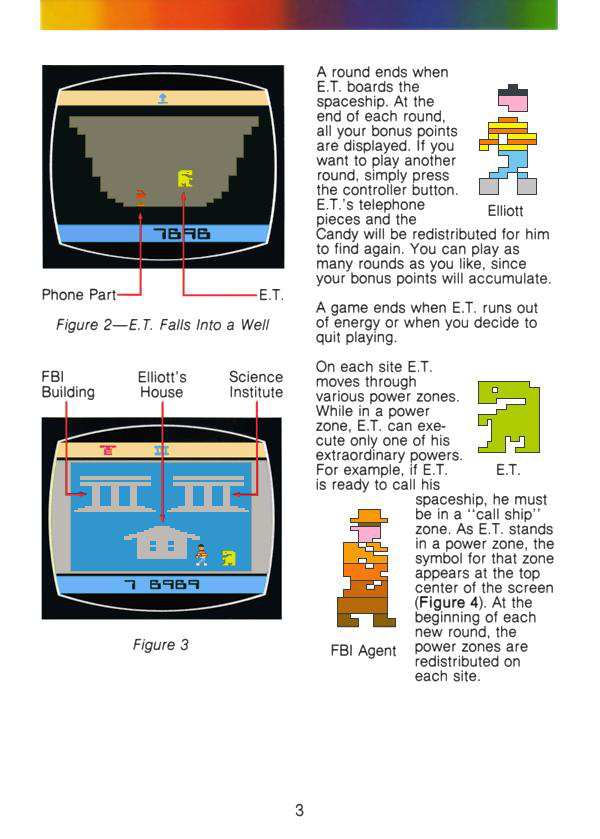 7898
Phone Part
E.T.
Figure 2—E.T. Falls Into a Well
FBI
Building
Elliott's
House
Science
Institute
7 8989
Figure 3
A round ends when
E.T. boards the
spaceship. At the
end of each round,
all your bonus points
are displayed. If you
want to play another
round, simply press
the controller button.
E.T.'s telephone
pieces and the
Candy will be redistributed for him
to find again. You can play as
many rounds as you like, since
your bonus points will accumulate.
Elliott
A game ends when E.T. runs out
of energy or when you decide to
quit playing.
On each site E.T.
moves through
various power zones.
While in a power
zone, E.T. can exe-
cute only one of his
extraordinary powers.
For example, if E.T.
is ready to call his
spaceship, he must
be in a ‘‘call ship’’
zone. As E.T. stands
in a power zone, the
symbol for that zone
appears at the top
center of the screen
(Figure 4). At the
beginning of each
new round, the
power zones are
redistributed on
each site.
E.T.
FBI Agent
3